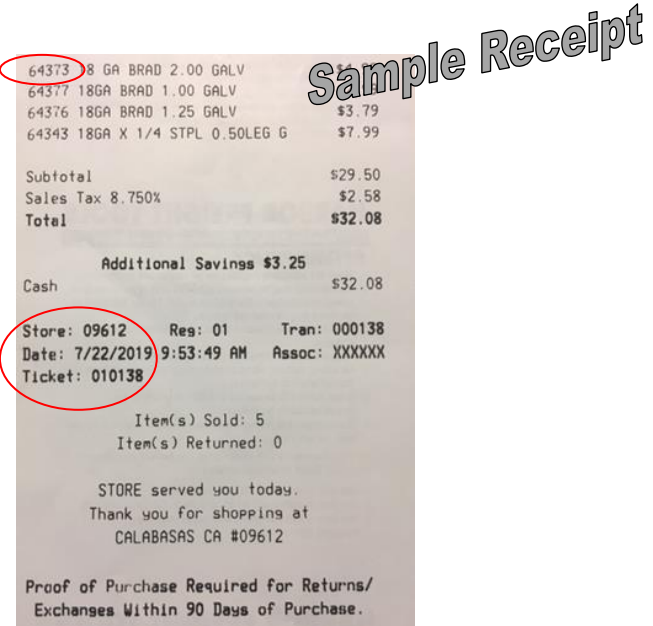 Sample Receipt
64373 18 GA BRAD 2.00 GALV
64377 18GA BRAD 1.00 GALV
64376 18GA BRAD 1.25 GALV $3.79
64343 18GA X 1/4 STPL 0.50LEG G $7.99
Subtotal $29.50
Sales Tax 8.750% $2.58
Total $32.08
Additional Savings $3.25
Cash $32.08
Store: 09612 Reg: 01 Tran: 000138
Date: 7/22/2019 9:53:49 AM Assoc: XXXXXX
Ticket: 010138
Item(s) Sold: 5
Item(s) Returned: 0
STORE served you today.
Thank you for shopping at
CALABASAS CA #09612
Proof of Purchase Required for Returns/
Exchanges Within 90 Days of Purchase.